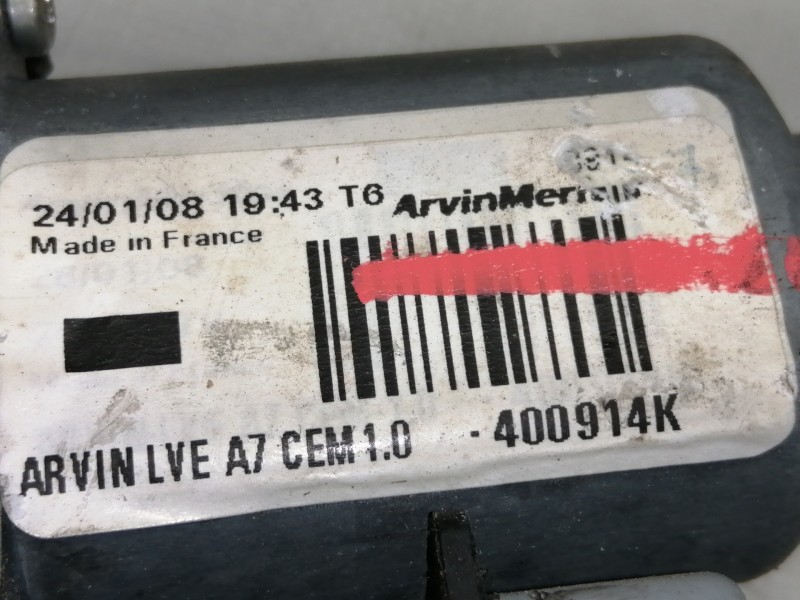 24/01/08 19:43 T6
Made in France
ARVIN LVE A7 CEM 1.0 - 400914K